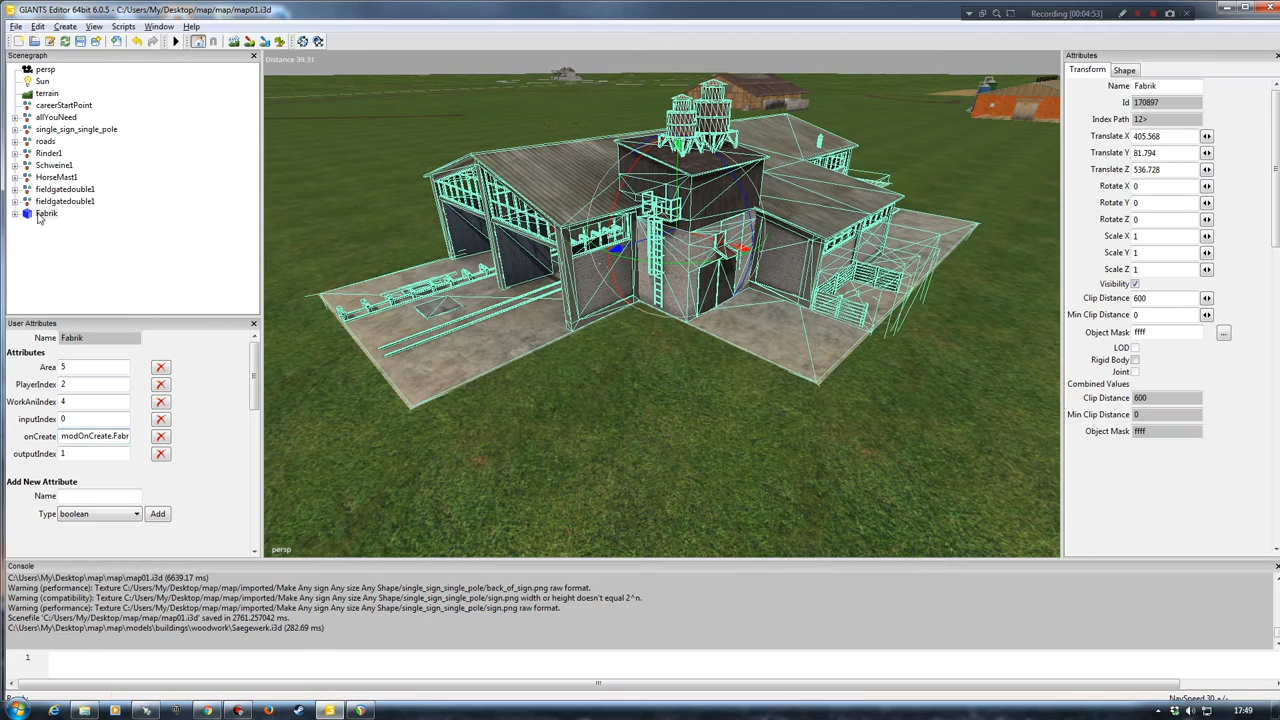 GIANTS Editor 64bit 6.0.5 - C:/Users/My/Desktop/map/map/map01.i3d
Recording [00:04:53]
File Edit Create View Scripts Window Help
Scenegraph
persp
Sun
terrain
careerStartPoint
allYouNeed
single_sign_single_pole
roads
Rinder1
Schweine1
HorseMast1
fieldgatedouble1
fieldgatedouble1
Fabrik
User Attributes
Name Fabrik
Attributes
Area 5
PlayerIndex 2
WorkAniIndex 4
inputIndex 0
onCreate modOnCreate.Fabr
outputIndex 1
Add New Attribute
Name
Type boolean Add
Distance 39.31
persp
Attributes
Transform Shape
Name Fabrik
Id 170897
Index Path 12>
Translate X 405.568
Translate Y 81.794
Translate Z 536.728
Rotate X 0
Rotate Y 0
Rotate Z 0
Scale X 1
Scale Y 1
Scale Z 1
Visibility
Clip Distance 600
Min Clip Distance 0
Object Mask ffff ...
LOD
Rigid Body
Joint
Combined Values
Clip Distance 600
Min Clip Distance 0
Object Mask ffff
Console
C:\Users\My\Desktop\map\map\map01.i3d (6639.17 ms)
Warning (performance): Texture C:/Users/My/Desktop/map/map/imported/Make Any sign Any size Any Shape/single_sign_single_pole/back_of_sign.png raw format.
Warning (compatibility): Texture C:/Users/My/Desktop/map/map/imported/Make Any sign Any size Any Shape/single_sign_single_pole/sign.png width or height doesn't equal 2^n.
Warning (performance): Texture C:/Users/My/Desktop/map/map/imported/Make Any sign Any size Any Shape/single_sign_single_pole/sign.png raw format.
Scenefile 'C:/Users/My/Desktop/map/map/map01.i3d' saved in 2761.257042 ms.
C:\Users\My\Desktop\map\map\models\buildings\woodwork\Saegewerk.i3d (282.69 ms)
1
NavSpeed 30 +/-
17:49